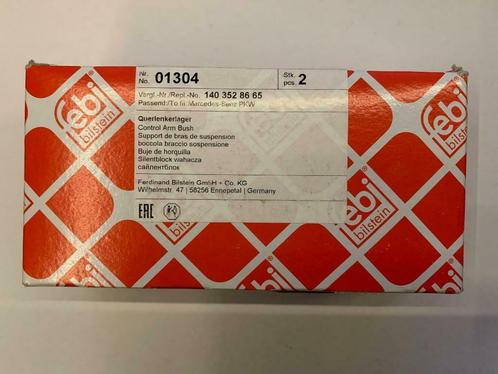 Nr.
No. 01304
Stk.
pcs. 2
Vergl.-Nr./Repl.-No. 140 352 86 65
Passend/To fit Mercedes-Benz PKW
Querlenkerlager
Control Arm Bush
Support de bras de suspension
boccola braccio sospensione
Buje de horquilla
Silentblock wahacza
сайлентблок
Ferdinand Bilstein GmbH + Co. KG
Wilhelmstr. 47 | 58256 Ennepetal | Germany
EAC
febi
bilstein
febi
bilstein
febi
bilstein
febi
bilstein